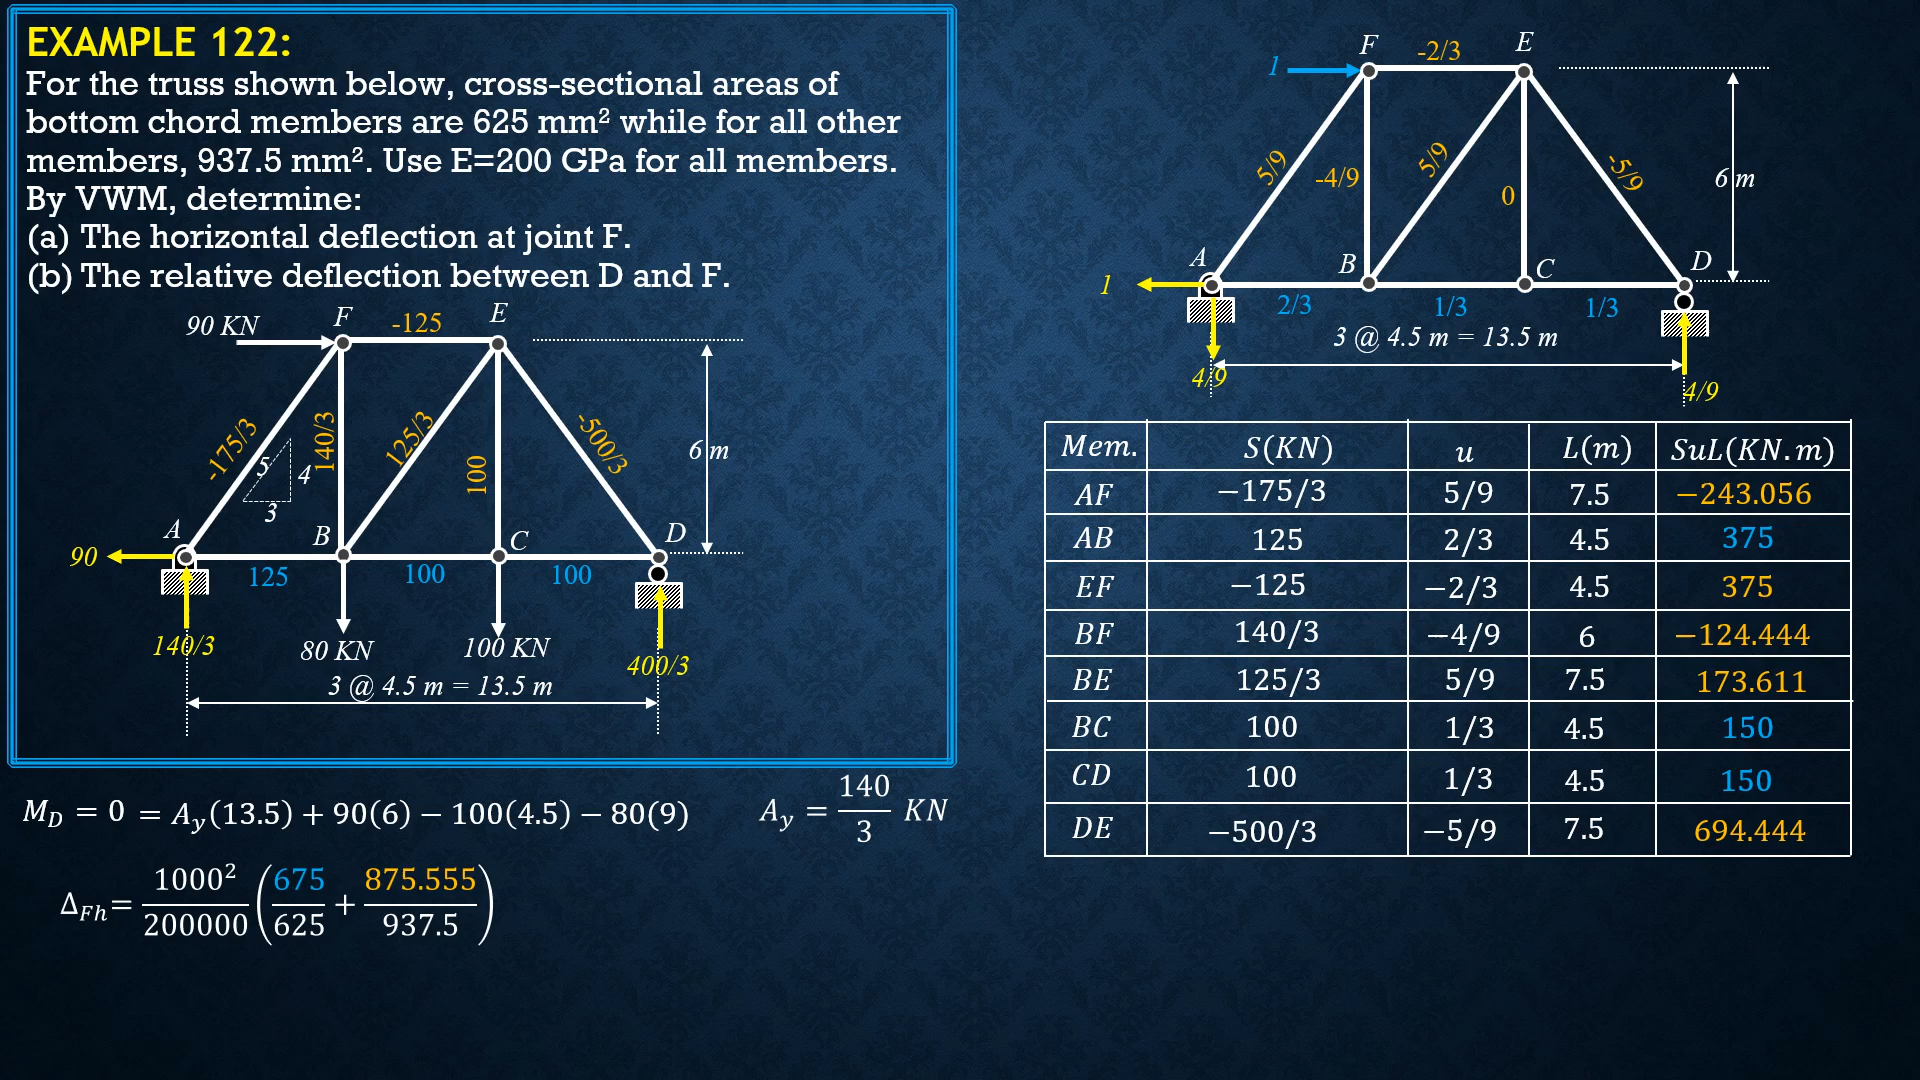 EXAMPLE 122:
For the truss shown below, cross-sectional areas of
bottom chord members are 625 mm² while for all other
members, 937.5 mm². Use E=200 GPa for all members.
By VWM, determine:
(a) The horizontal deflection at joint F.
(b) The relative deflection between D and F.
90 KN
F
-125
E
-175/3
5
4
3
140/3
125/3
100
-500/3
6 m
A
B
C
D
90
125
100
100
140/3
80 KN
100 KN
400/3
3 @ 4.5 m = 13.5 m
M_D = 0 = A_y(13.5) + 90(6) − 100(4.5) − 80(9)
A_y = 140/3 KN
Δ_Fh = 1000²/200000 (675/625 + 875.555/937.5)
1
F
-2/3
E
5/9
-4/9
5/9
0
-5/9
6 m
A
B
C
D
1
2/3
1/3
1/3
3 @ 4.5 m = 13.5 m
4/9
4/9
Mem. S(KN) u L(m) SuL(KN.m)
AF −175/3 5/9 7.5 −243.056
AB 125 2/3 4.5 375
EF −125 −2/3 4.5 375
BF 140/3 −4/9 6 −124.444
BE 125/3 5/9 7.5 173.611
BC 100 1/3 4.5 150
CD 100 1/3 4.5 150
DE −500/3 −5/9 7.5 694.444